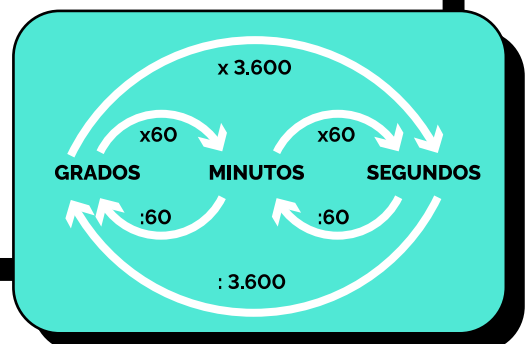 x 3.600
x60 x60
GRADOS MINUTOS SEGUNDOS
:60 :60
: 3.600